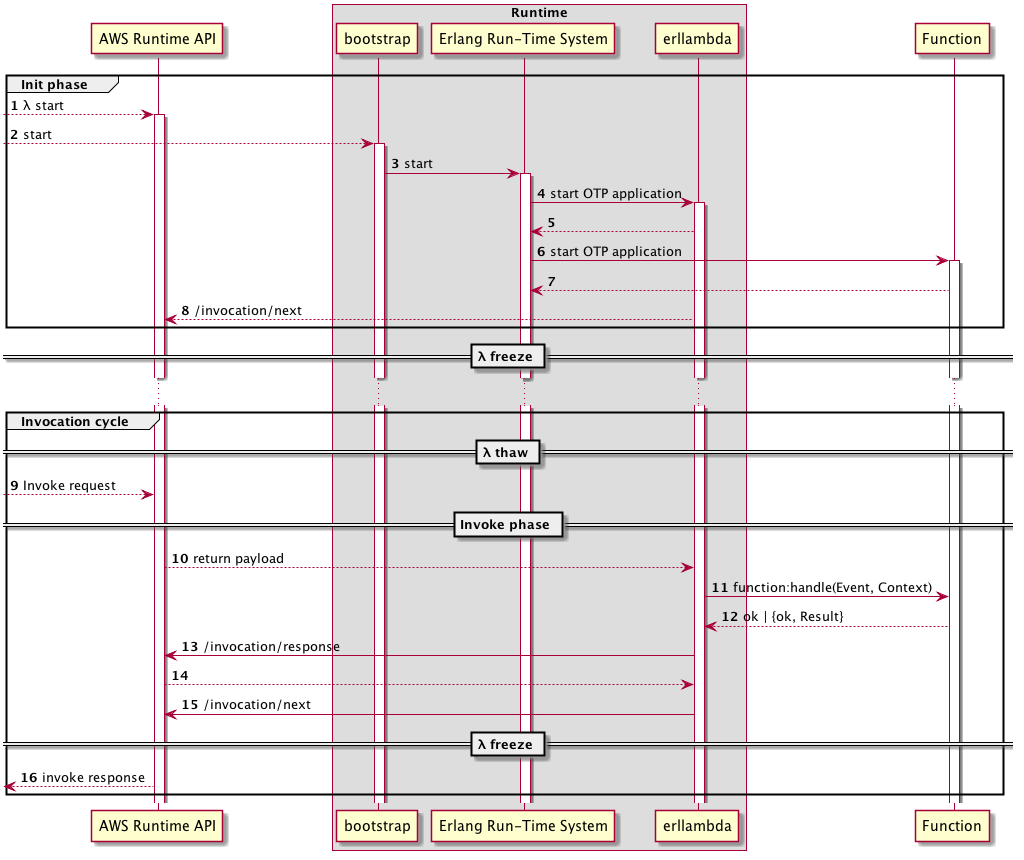 Runtime
AWS Runtime API
bootstrap
Erlang Run-Time System
erllambda
Function
Init phase
1 λ start
2 start
3 start
4 start OTP application
5
6 start OTP application
7
8 /invocation/next
λ freeze
Invocation cycle
λ thaw
9 Invoke request
Invoke phase
10 return payload
11 function:handle(Event, Context)
12 ok | {ok, Result}
13 /invocation/response
14
15 /invocation/next
λ freeze
16 invoke response
AWS Runtime API
bootstrap
Erlang Run-Time System
erllambda
Function